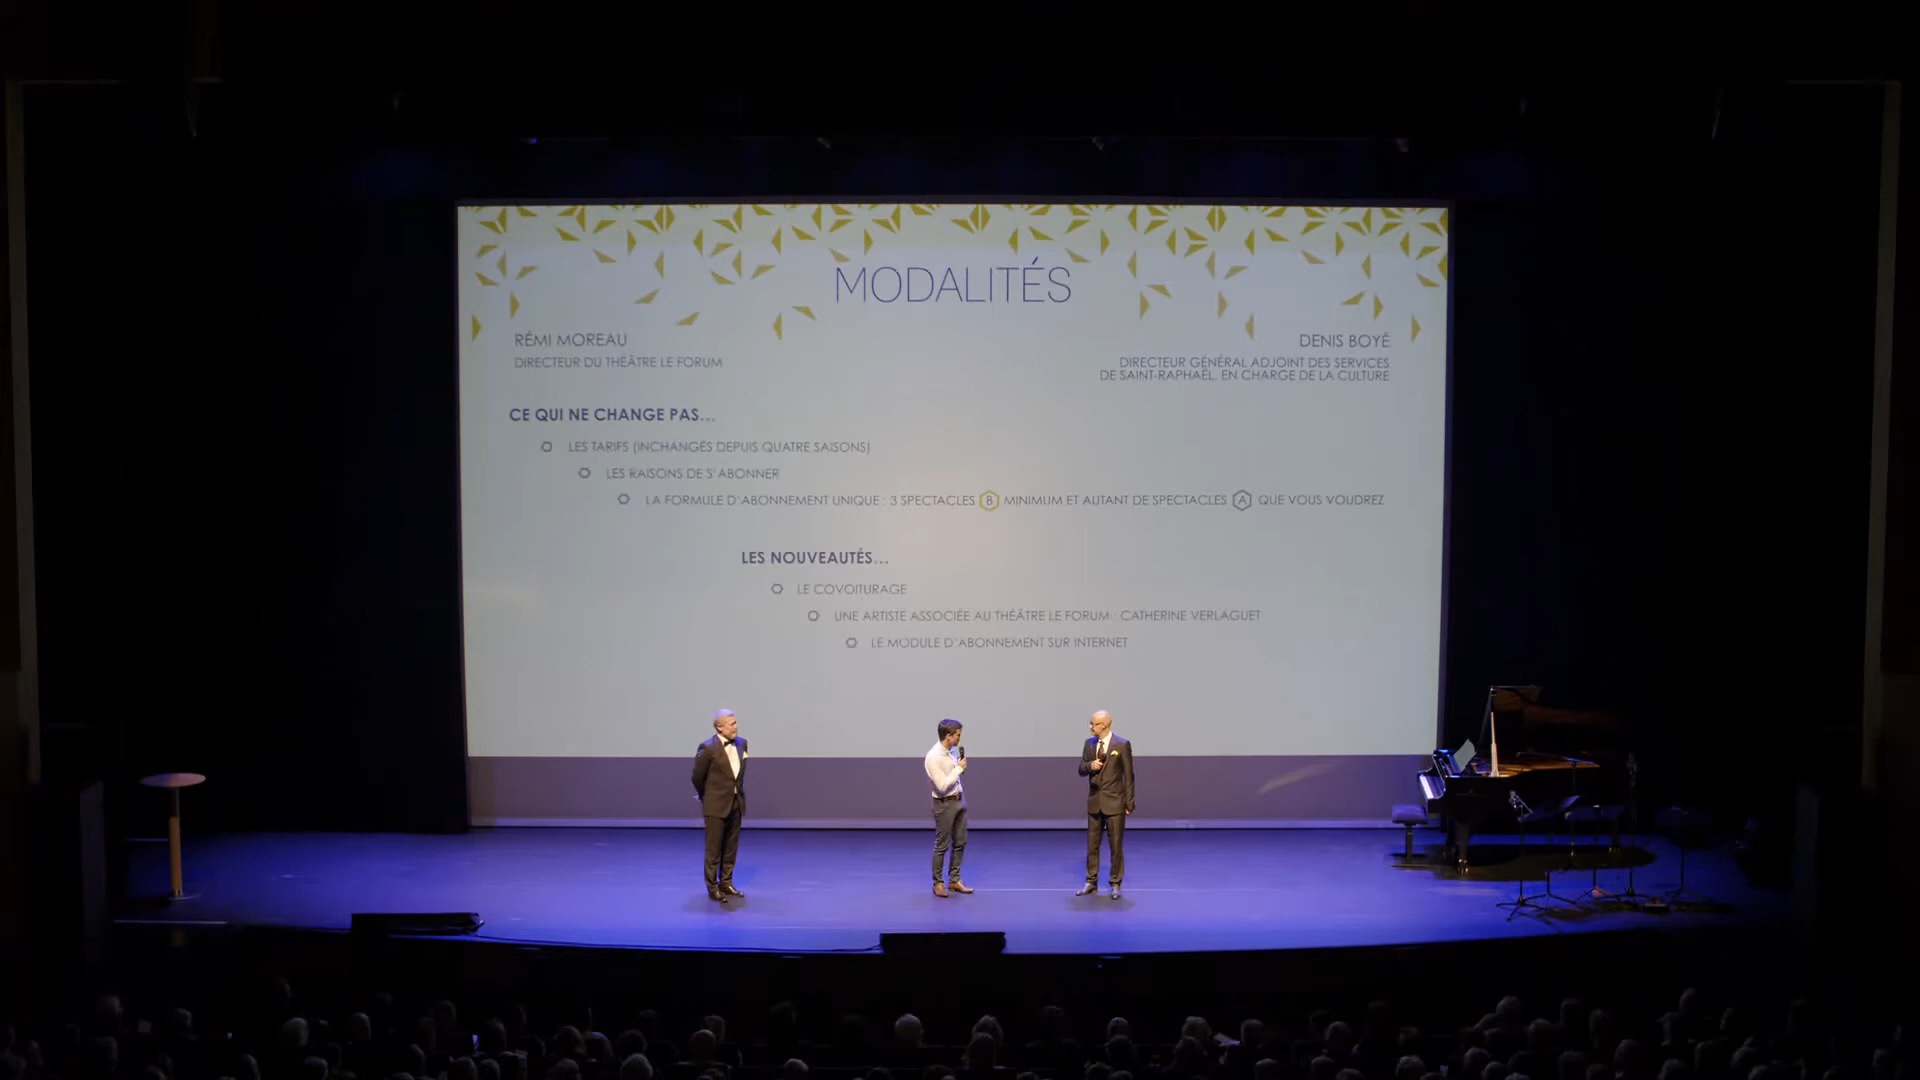 MODALITÉS
RÉMI MOREAU
DIRECTEUR DU THÉÂTRE LE FORUM
DENIS BOYÉ
DIRECTEUR GÉNÉRAL ADJOINT DES SERVICES
DE SAINT-RAPHAËL, EN CHARGE DE LA CULTURE
CE QUI NE CHANGE PAS...
LES TARIFS (INCHANGÉS DEPUIS QUATRE SAISONS)
LES RAISONS DE S'ABONNER
LA FORMULE D'ABONNEMENT UNIQUE : 3 SPECTACLES B MINIMUM ET AUTANT DE SPECTACLES A QUE VOUS VOUDREZ
LES NOUVEAUTÉS...
LE COVOITURAGE
UNE ARTISTE ASSOCIÉE AU THÉÂTRE LE FORUM : CATHERINE VERLAGUET
LE MODULE D'ABONNEMENT SUR INTERNET